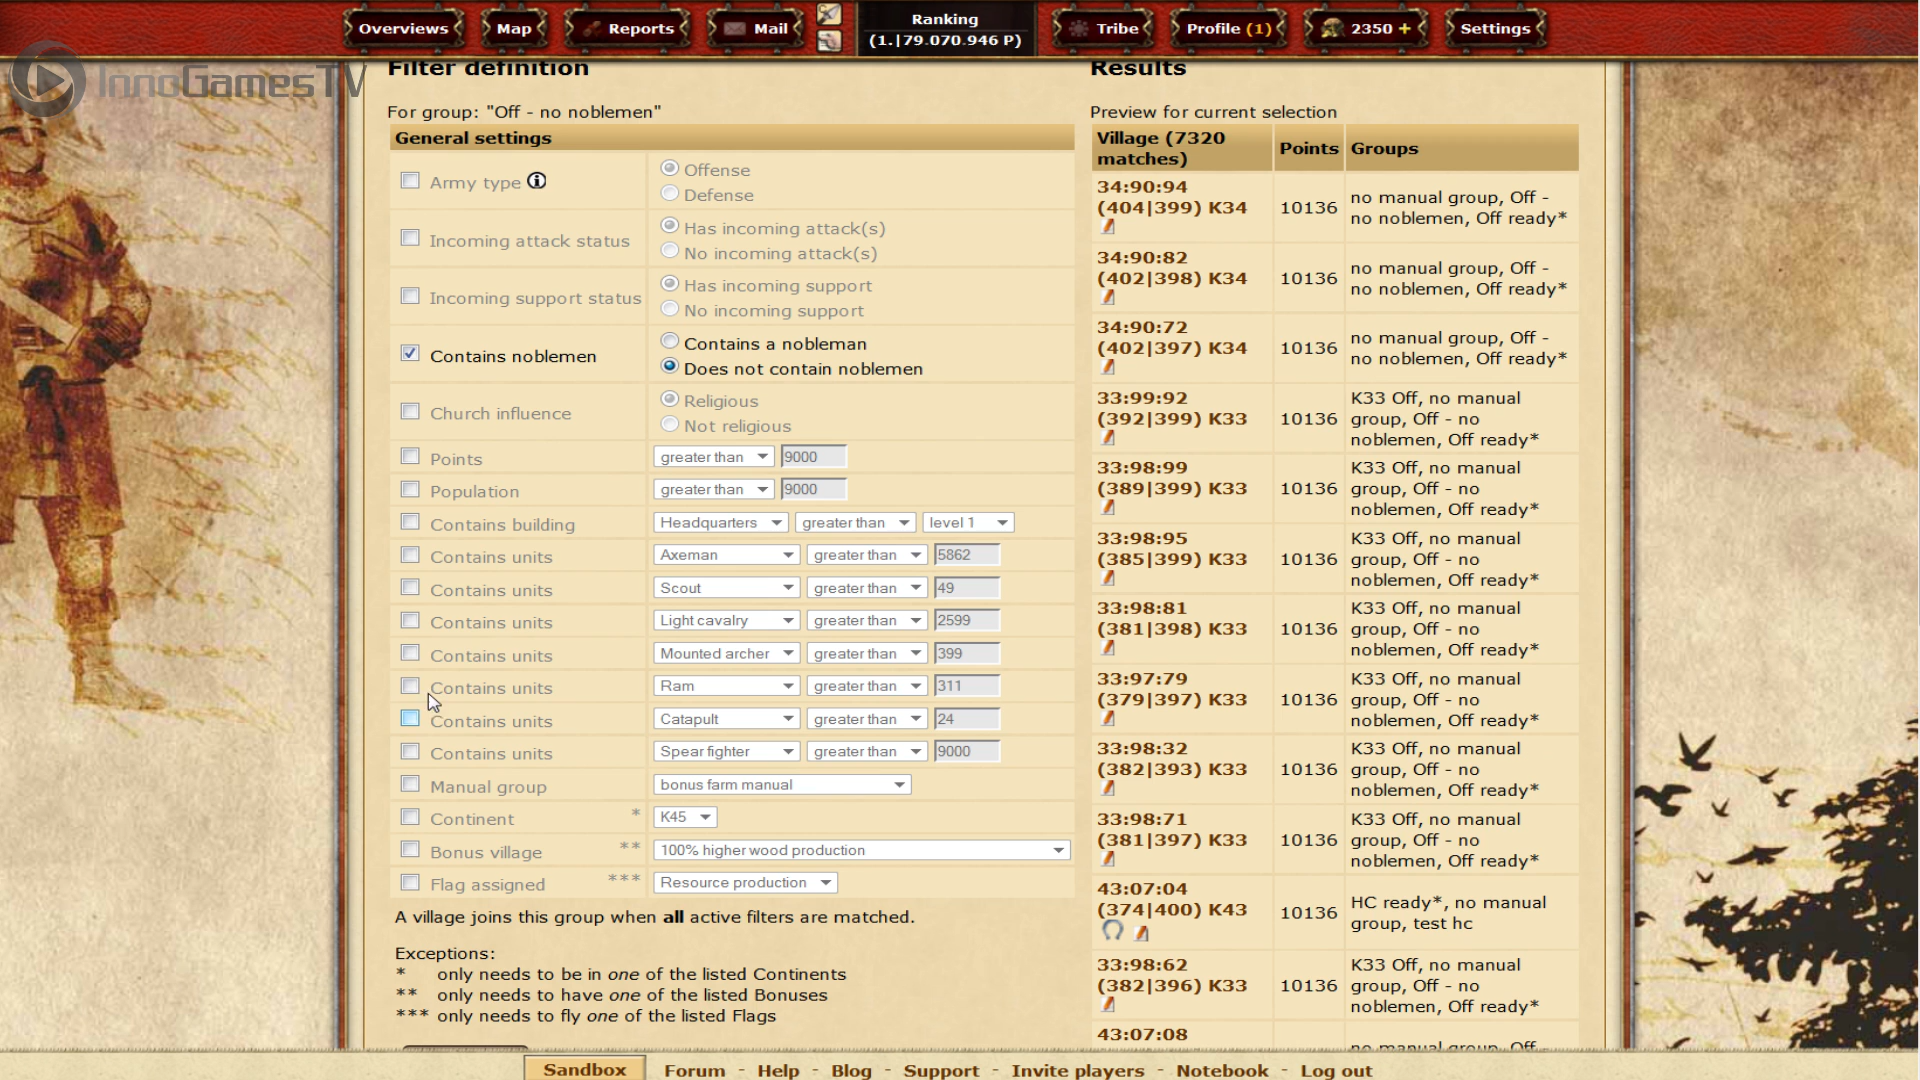 Overviews
Map
Reports
Mail
Ranking
(1.|79.070.946 P)
Tribe
Profile (1)
2350 +
Settings
InnoGamesTV
Filter definition
For group: "Off - no noblemen"
General settings
Army type
Offense
Defense
Incoming attack status
Has incoming attack(s)
No incoming attack(s)
Incoming support status
Has incoming support
No incoming support
Contains noblemen
Contains a nobleman
Does not contain noblemen
Church influence
Religious
Not religious
Points greater than 9000
Population greater than 9000
Contains building Headquarters greater than level 1
Contains units Axeman greater than 5862
Contains units Scout greater than 49
Contains units Light cavalry greater than 2599
Contains units Mounted archer greater than 399
Contains units Ram greater than 311
Contains units Catapult greater than 24
Contains units Spear fighter greater than 9000
Manual group bonus farm manual
Continent * K45
Bonus village ** 100% higher wood production
Flag assigned *** Resource production
A village joins this group when all active filters are matched.
Exceptions:
* only needs to be in one of the listed Continents
** only needs to have one of the listed Bonuses
*** only needs to fly one of the listed Flags
Results
Preview for current selection
Village (7320
matches)
Points
Groups
34:90:94
(404|399) K34
10136
no manual group, Off -
no noblemen, Off ready*
34:90:82
(402|398) K34
10136
no manual group, Off -
no noblemen, Off ready*
34:90:72
(402|397) K34
10136
no manual group, Off -
no noblemen, Off ready*
33:99:92
(392|399) K33
10136
K33 Off, no manual
group, Off - no
noblemen, Off ready*
33:98:99
(389|399) K33
10136
K33 Off, no manual
group, Off - no
noblemen, Off ready*
33:98:95
(385|399) K33
10136
K33 Off, no manual
group, Off - no
noblemen, Off ready*
33:98:81
(381|398) K33
10136
K33 Off, no manual
group, Off - no
noblemen, Off ready*
33:97:79
(379|397) K33
10136
K33 Off, no manual
group, Off - no
noblemen, Off ready*
33:98:32
(382|393) K33
10136
K33 Off, no manual
group, Off - no
noblemen, Off ready*
33:98:71
(381|397) K33
10136
K33 Off, no manual
group, Off - no
noblemen, Off ready*
43:07:04
(374|400) K43
10136
HC ready*, no manual
group, test hc
33:98:62
(382|396) K33
10136
K33 Off, no manual
group, Off - no
noblemen, Off ready*
43:07:08
no manual group, Off -
Sandbox
Forum - Help - Blog - Support - Invite players - Notebook - Log out